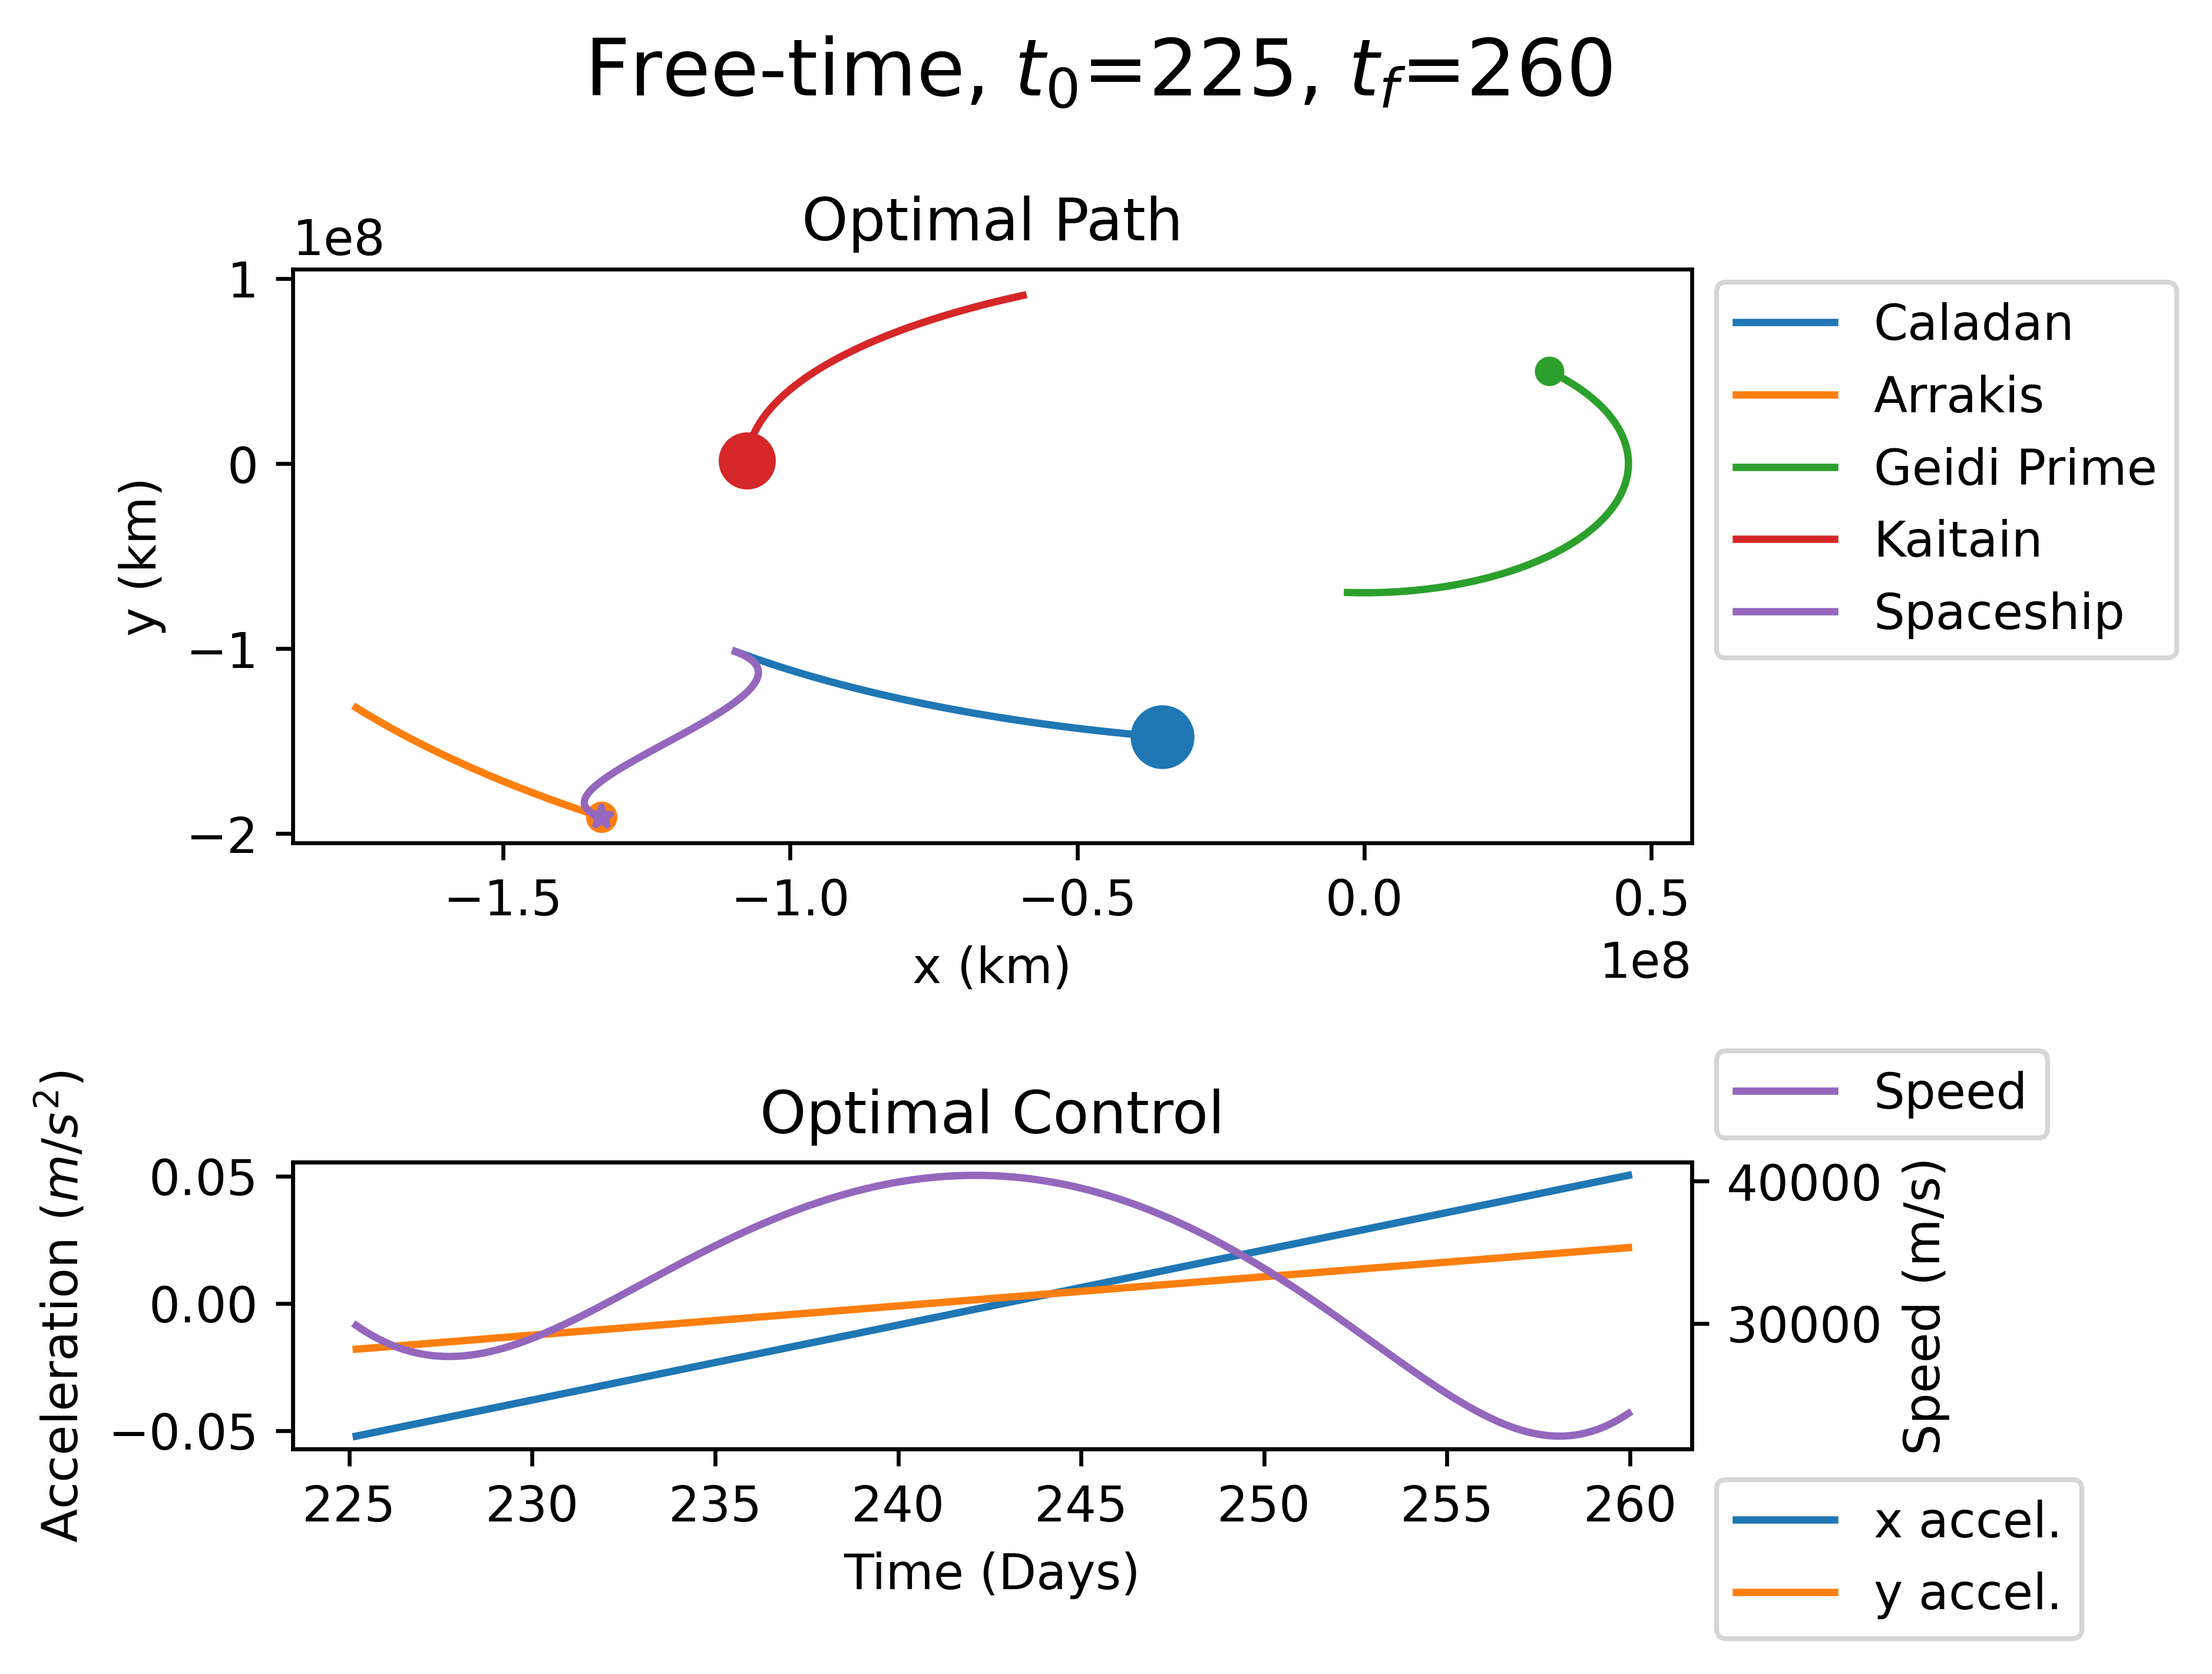 Free-time, t₀=225, t_f=260
Optimal Path
1e8
1
0
−1
−2
y (km)
−1.5 −1.0 −0.5 0.0 0.5
1e8
x (km)
Caladan
Arrakis
Geidi Prime
Kaitain
Spaceship
Optimal Control
Speed
0.05
0.00
−0.05
Acceleration (m/s²)
40000
30000
Speed (m/s)
225 230 235 240 245 250 255 260
Time (Days)
x accel.
y accel.